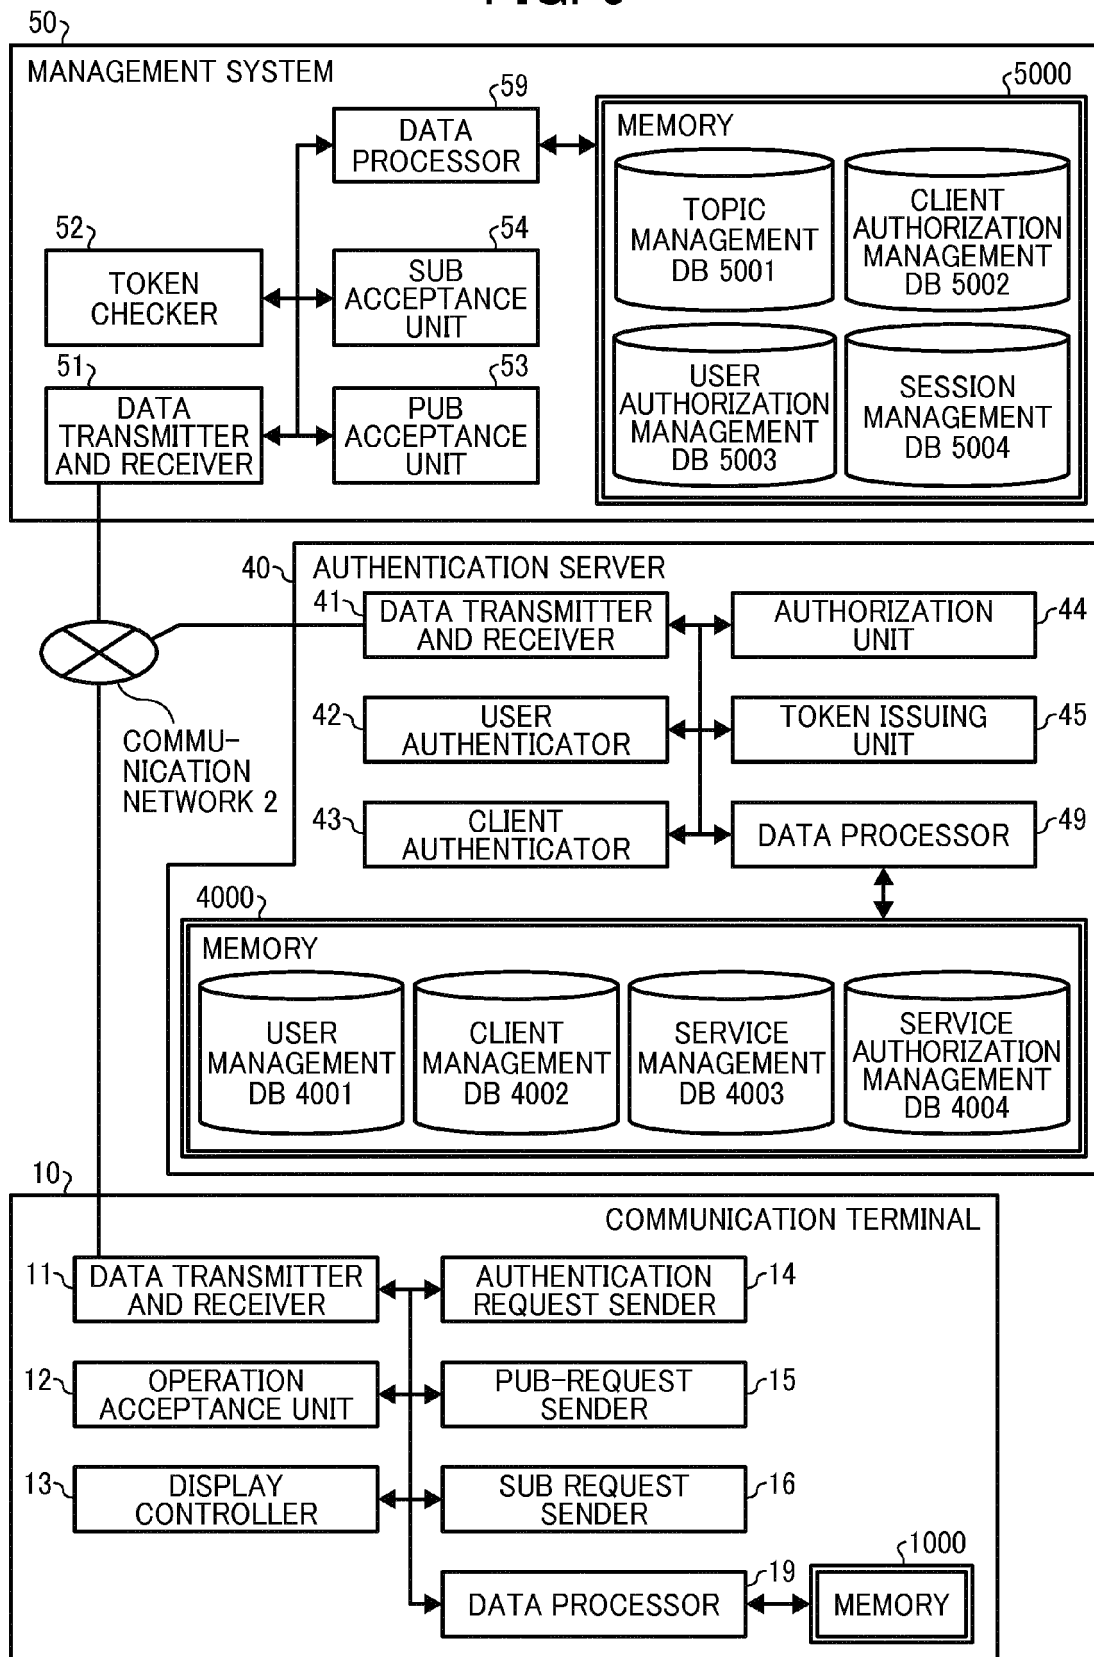 50
MANAGEMENT SYSTEM
59
DATA
PROCESSOR
5000
MEMORY
TOPIC
MANAGEMENT
DB 5001
CLIENT
AUTHORIZATION
MANAGEMENT
DB 5002
USER
AUTHORIZATION
MANAGEMENT
DB 5003
SESSION
MANAGEMENT
DB 5004
52
TOKEN
CHECKER
54
SUB
ACCEPTANCE
UNIT
51
DATA
TRANSMITTER
AND RECEIVER
53
PUB
ACCEPTANCE
UNIT
COMMU-
NICATION
NETWORK 2
40
AUTHENTICATION SERVER
41
DATA TRANSMITTER
AND RECEIVER
AUTHORIZATION
UNIT
44
42
USER
AUTHENTICATOR
TOKEN ISSUING
UNIT
45
43
CLIENT
AUTHENTICATOR
DATA PROCESSOR
49
4000
MEMORY
USER
MANAGEMENT
DB 4001
CLIENT
MANAGEMENT
DB 4002
SERVICE
MANAGEMENT
DB 4003
SERVICE
AUTHORIZATION
MANAGEMENT
DB 4004
10
COMMUNICATION TERMINAL
11
DATA TRANSMITTER
AND RECEIVER
AUTHENTICATION
REQUEST SENDER
14
12
OPERATION
ACCEPTANCE UNIT
PUB-REQUEST
SENDER
15
13
DISPLAY
CONTROLLER
SUB REQUEST
SENDER
16
19
DATA PROCESSOR
1000
MEMORY